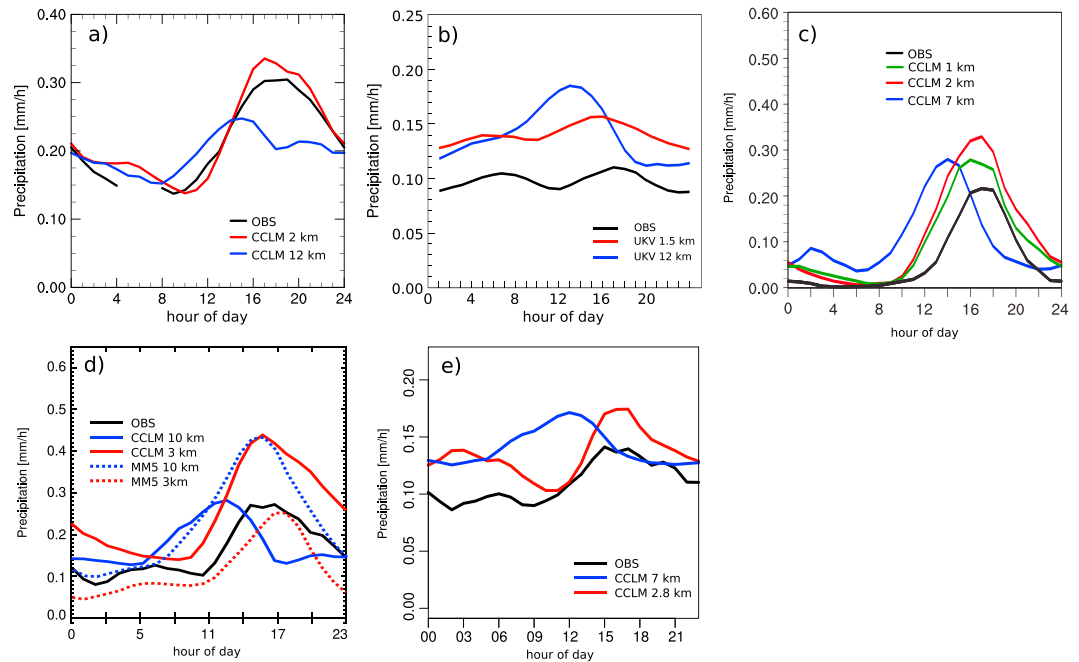 a)
Precipitation [mm/h]
0.40
0.30
0.20
0.10
OBS
CCLM 2 km
CCLM 12 km
0 4 8 12 16 20 24
hour of day
b)
Precipitation [mm/h]
0.25
0.20
0.15
0.10
0.05
0.00
OBS
UKV 1.5 km
UKV 12 km
0 4 8 12 16 20
hour of day
c)
Precipitation [mm/h]
0.60
0.50
0.40
0.30
0.20
0.10
0.00
OBS
CCLM 1 km
CCLM 2 km
CCLM 7 km
0 4 8 12 16 20 24
hour of day
d)
Precipitation [mm/h]
0.6
0.5
0.4
0.3
0.2
0.1
0.0
OBS
CCLM 10 km
CCLM 3 km
MM5 10 km
MM5 3km
0 5 11 17 23
hour of day
e)
Precipitation [mm/h]
0.20
0.15
0.10
0.05
0.00
OBS
CCLM 7 km
CCLM 2.8 km
00 03 06 09 12 15 18 21
hour of day